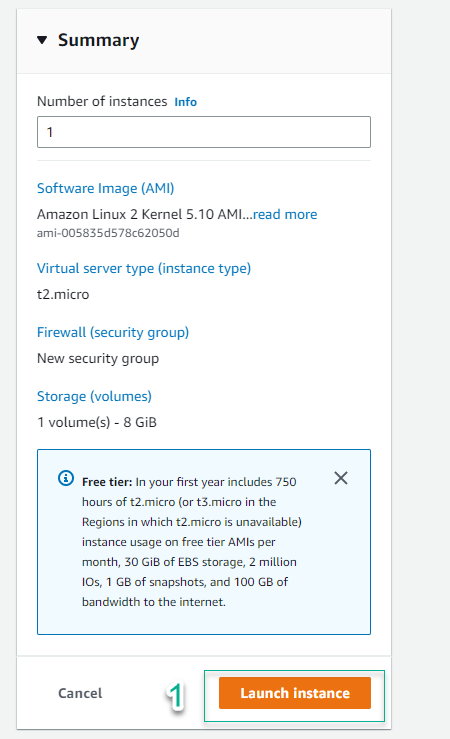 Summary
Number of instances Info
1
Software Image (AMI)
Amazon Linux 2 Kernel 5.10 AMI...read more
ami-005835d578c62050d
Virtual server type (instance type)
t2.micro
Firewall (security group)
New security group
Storage (volumes)
1 volume(s) - 8 GiB
Free tier: In your first year includes 750
hours of t2.micro (or t3.micro in the
Regions in which t2.micro is unavailable)
instance usage on free tier AMIs per
month, 30 GiB of EBS storage, 2 million
IOs, 1 GB of snapshots, and 100 GB of
bandwidth to the internet.
Cancel 1 Launch instance